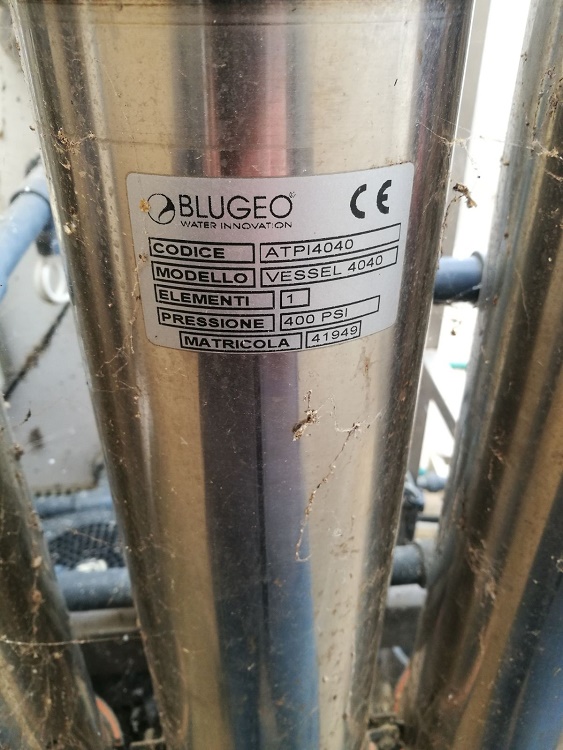 BLUGEO® CE
WATER INNOVATION
CODICE ATPI4040
MODELLO VESSEL 4040
ELEMENTI 1
PRESSIONE 400 PSI
MATRICOLA 41949